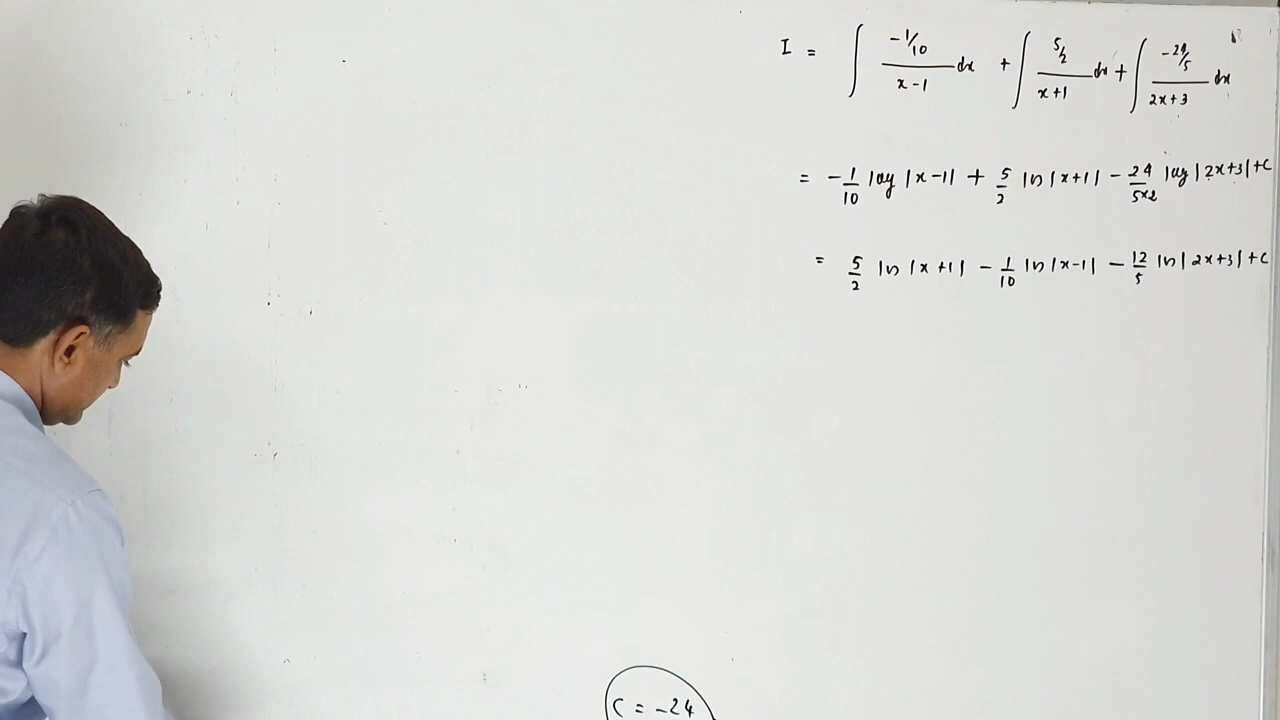 I = ∫ -1/10 / x-1 dx + ∫ 5/2 / x+1 dx + ∫ -24/5 / 2x+3 dx
= - 1/10 log |x-1| + 5/2 ln |x+1| - 24/5×2 log |2x+3| + c
= 5/2 ln |x+1| - 1/10 ln |x-1| - 12/5 ln |2x+3| + c
C = -24